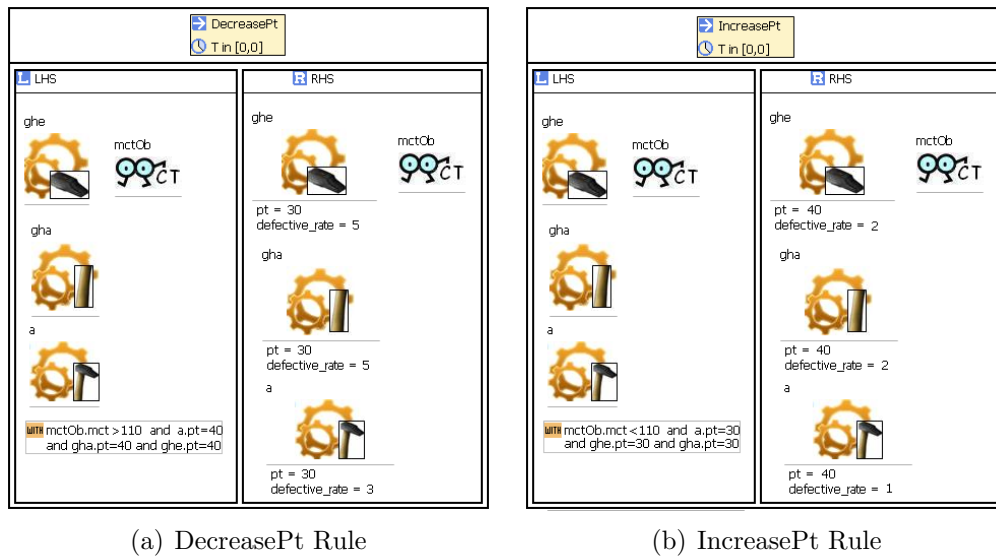 DecreasePt
T in [0,0]
L LHS
ghe
mctOb
CT
gha
a
WITH mctOb.mct >110 and a.pt=40
and gha.pt=40 and ghe.pt=40
R RHS
ghe
mctOb
CT
pt = 30
defective_rate = 5
gha
pt = 30
defective_rate = 5
a
pt = 30
defective_rate = 3
(a) DecreasePt Rule
IncreasePt
T in [0,0]
L LHS
ghe
mctOb
CT
gha
a
WITH mctOb.mct <110 and a.pt=30
and ghe.pt=30 and gha.pt=30
R RHS
ghe
mctOb
CT
pt = 40
defective_rate = 2
gha
pt = 40
defective_rate = 2
a
pt = 40
defective_rate = 1
(b) IncreasePt Rule